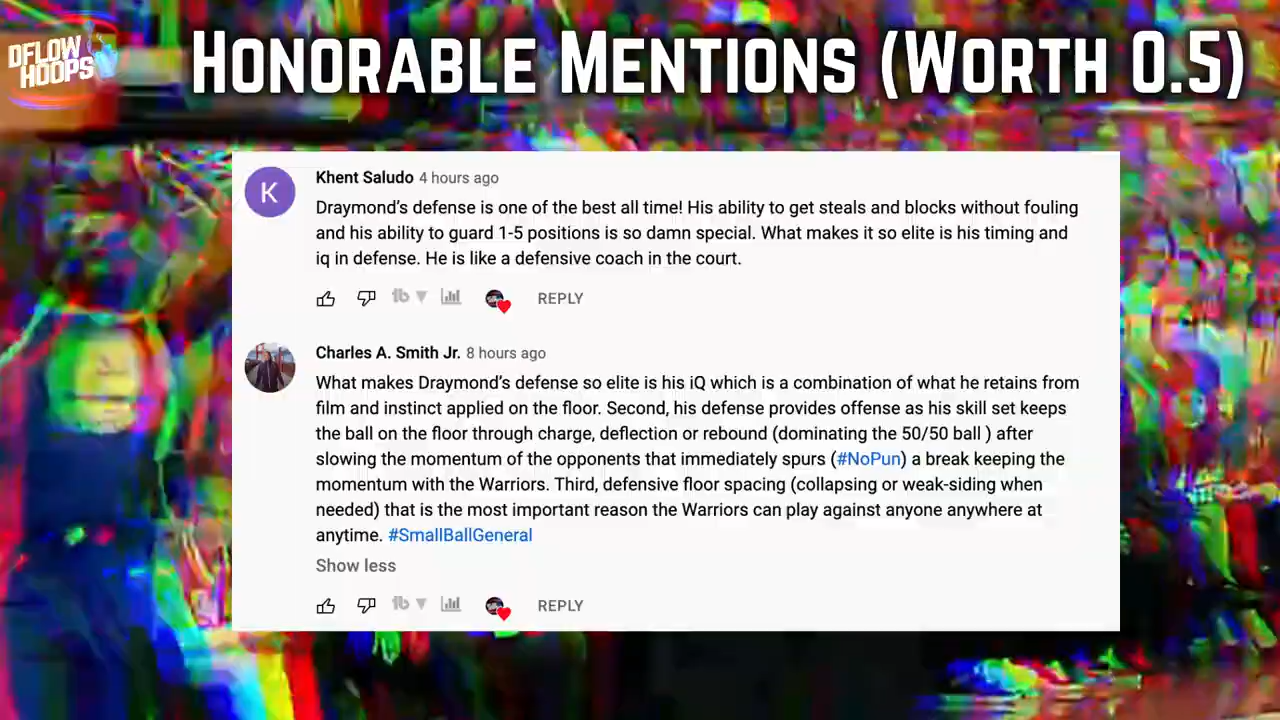 DFLOW
HOOPS
HONORABLE MENTIONS (WORTH 0.5)
K
Khent Saludo 4 hours ago
Draymond's defense is one of the best all time! His ability to get steals and blocks without fouling
and his ability to guard 1-5 positions is so damn special. What makes it so elite is his timing and
iq in defense. He is like a defensive coach in the court.
REPLY
Charles A. Smith Jr. 8 hours ago
What makes Draymond's defense so elite is his iQ which is a combination of what he retains from
film and instinct applied on the floor. Second, his defense provides offense as his skill set keeps
the ball on the floor through charge, deflection or rebound (dominating the 50/50 ball ) after
slowing the momentum of the opponents that immediately spurs (#NoPun) a break keeping the
momentum with the Warriors. Third, defensive floor spacing (collapsing or weak-siding when
needed) that is the most important reason the Warriors can play against anyone anywhere at
anytime. #SmallBallGeneral
Show less
REPLY